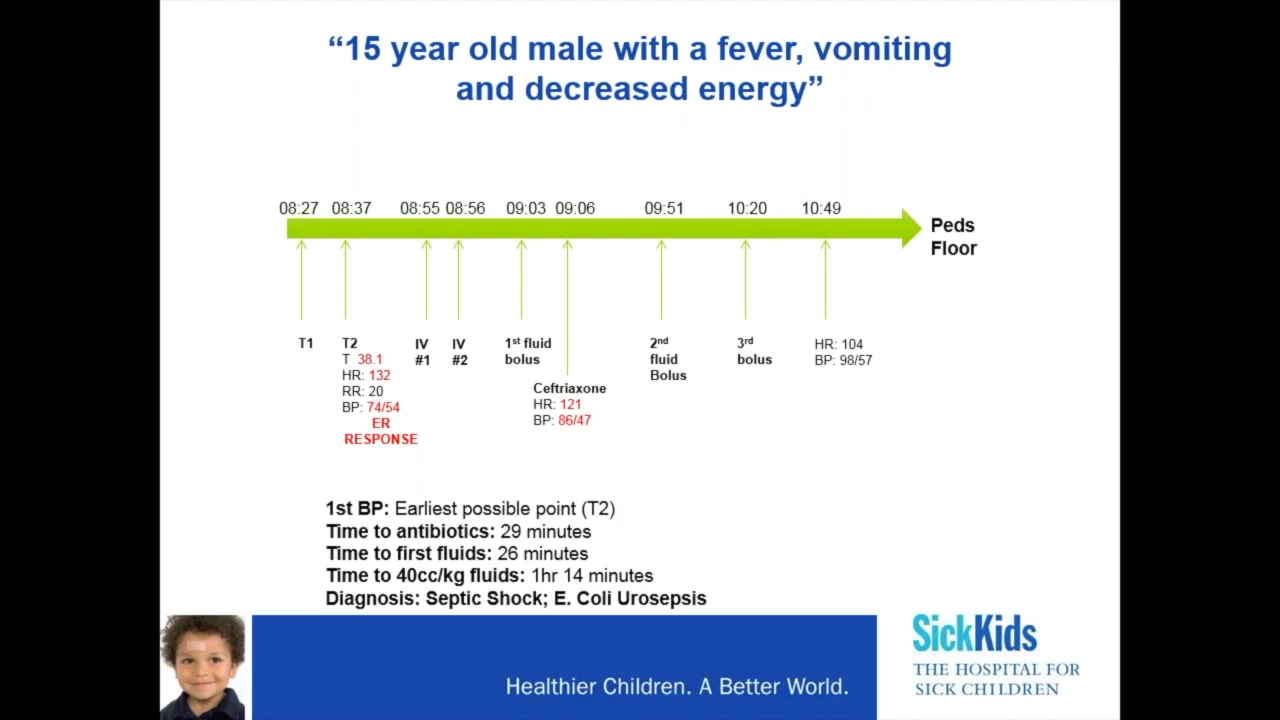 “15 year old male with a fever, vomiting
and decreased energy”
08:27 08:37 08:55 08:56 09:03 09:06 09:51 10:20 10:49
Peds
Floor
T1
T2
T 38.1
HR: 132
RR: 20
BP: 74/54
ER
RESPONSE
IV
#1
IV
#2
1st fluid
bolus
Ceftriaxone
HR: 121
BP: 86/47
2nd
fluid
Bolus
3rd
bolus
HR: 104
BP: 98/57
1st BP: Earliest possible point (T2)
Time to antibiotics: 29 minutes
Time to first fluids: 26 minutes
Time to 40cc/kg fluids: 1hr 14 minutes
Diagnosis: Septic Shock; E. Coli Urosepsis
Healthier Children. A Better World.
SickKids
THE HOSPITAL FOR
SICK CHILDREN